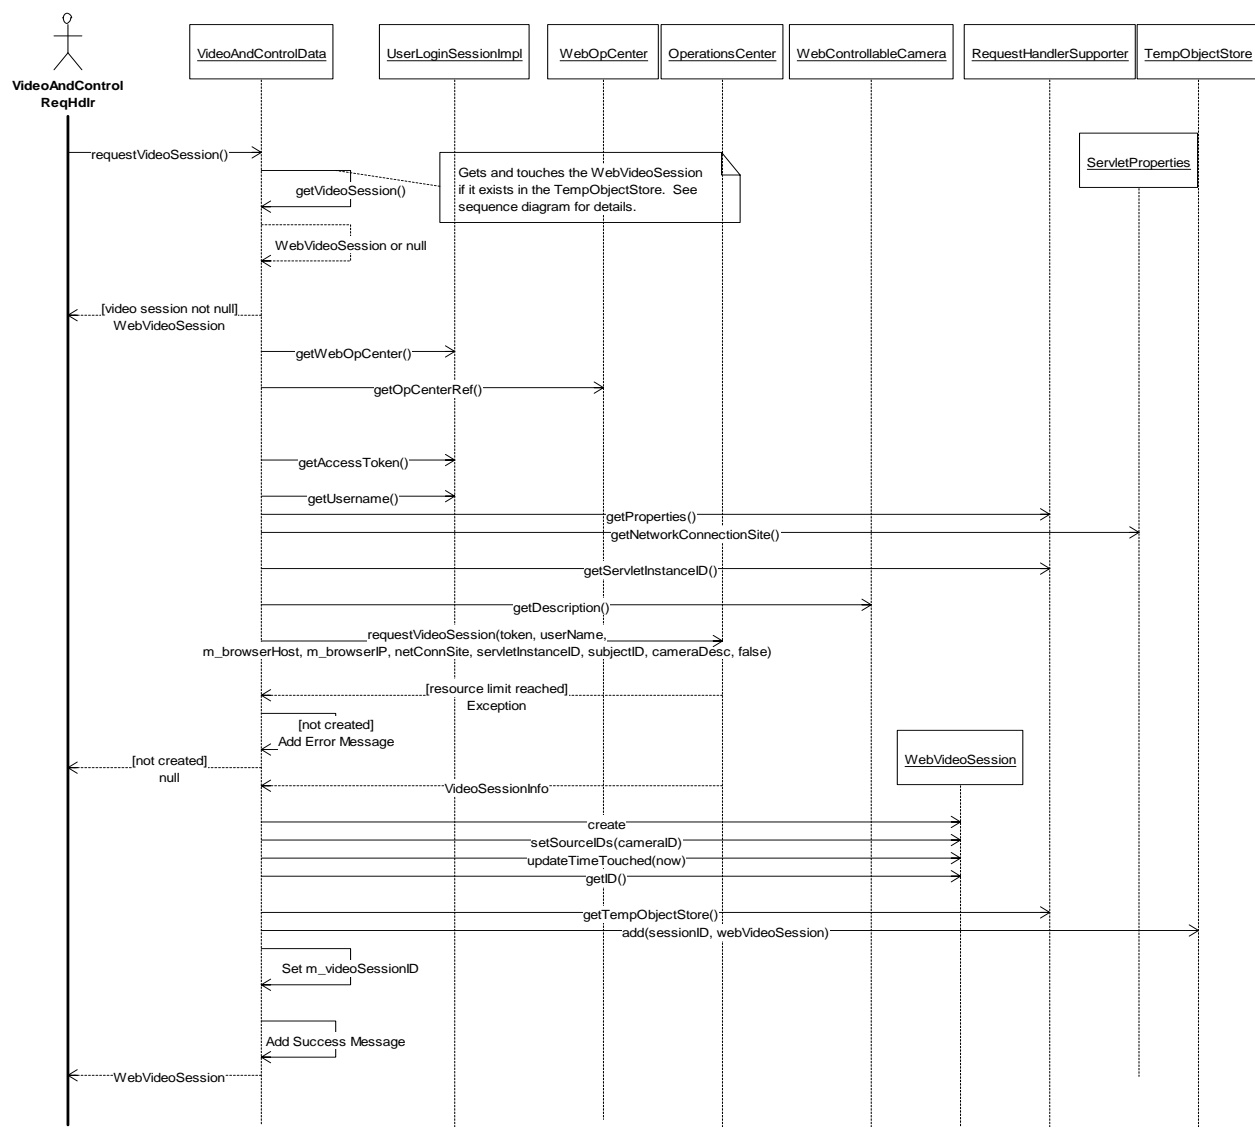 VideoAndControlData
UserLoginSessionImpl
WebOpCenter
OperationsCenter
WebControllableCamera
RequestHandlerSupporter
TempObjectStore
VideoAndControl
ReqHdlr
ServletProperties
requestVideoSession()
Gets and touches the WebVideoSession
if it exists in the TempObjectStore. See
sequence diagram for details.
getVideoSession()
WebVideoSession or null
[video session not null]
WebVideoSession
getWebOpCenter()
getOpCenterRef()
getAccessToken()
getUsername()
getProperties()
getNetworkConnectionSite()
getServletInstanceID()
getDescription()
requestVideoSession(token, userName,
m_browserHost, m_browserIP, netConnSite, servletInstanceID, subjectID, cameraDesc, false)
[resource limit reached]
Exception
[not created]
Add Error Message
[not created]
null
WebVideoSession
VideoSessionInfo
create
setSourceIDs(cameraID)
updateTimeTouched(now)
getID()
getTempObjectStore()
add(sessionID, webVideoSession)
Set m_videoSessionID
Add Success Message
WebVideoSession